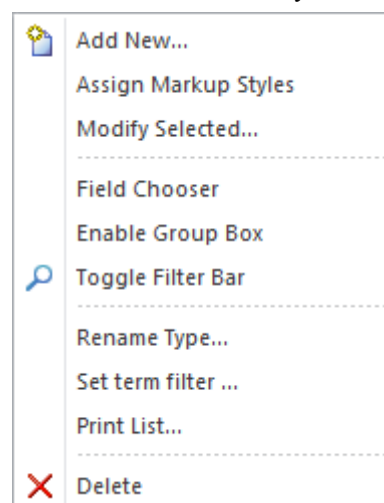 Add New...
Assign Markup Styles
Modify Selected...
Field Chooser
Enable Group Box
Toggle Filter Bar
Rename Type...
Set term filter ...
Print List...
Delete